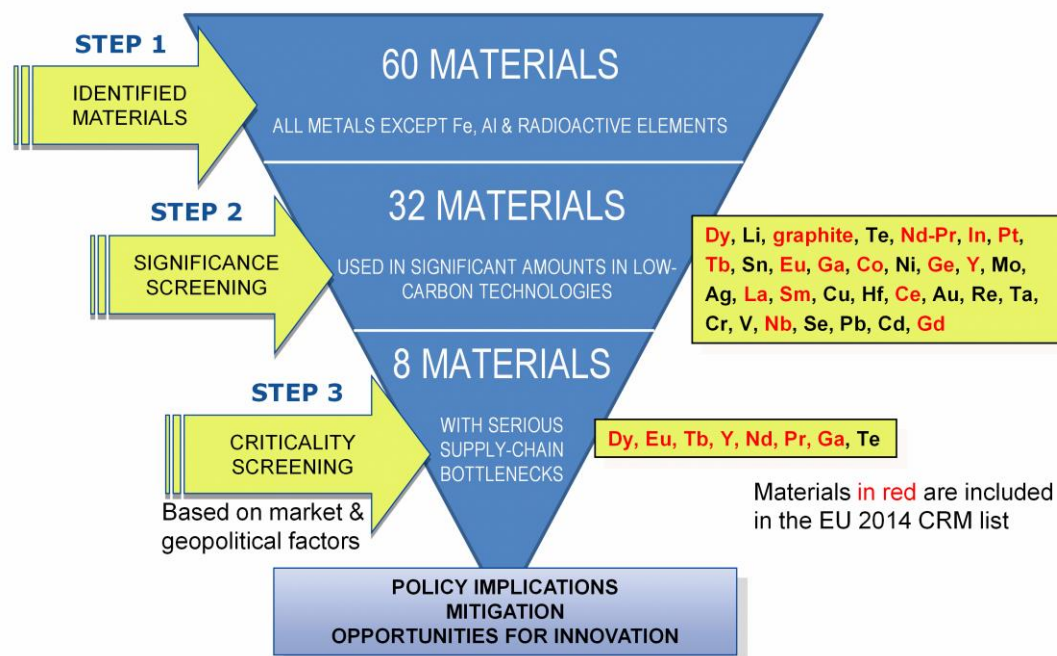 STEP 1
IDENTIFIED
MATERIALS
60 MATERIALS
ALL METALS EXCEPT Fe, Al & RADIOACTIVE ELEMENTS
STEP 2
SIGNIFICANCE
SCREENING
32 MATERIALS
USED IN SIGNIFICANT AMOUNTS IN LOW-
CARBON TECHNOLOGIES
Dy, Li, graphite, Te, Nd-Pr, In, Pt,
Tb, Sn, Eu, Ga, Co, Ni, Ge, Y, Mo,
Ag, La, Sm, Cu, Hf, Ce, Au, Re, Ta,
Cr, V, Nb, Se, Pb, Cd, Gd
STEP 3
CRITICALITY
SCREENING
Based on market &
geopolitical factors
8 MATERIALS
WITH SERIOUS
SUPPLY-CHAIN
BOTTLENECKS
Dy, Eu, Tb, Y, Nd, Pr, Ga, Te
Materials in red are included
in the EU 2014 CRM list
POLICY IMPLICATIONS
MITIGATION
OPPORTUNITIES FOR INNOVATION